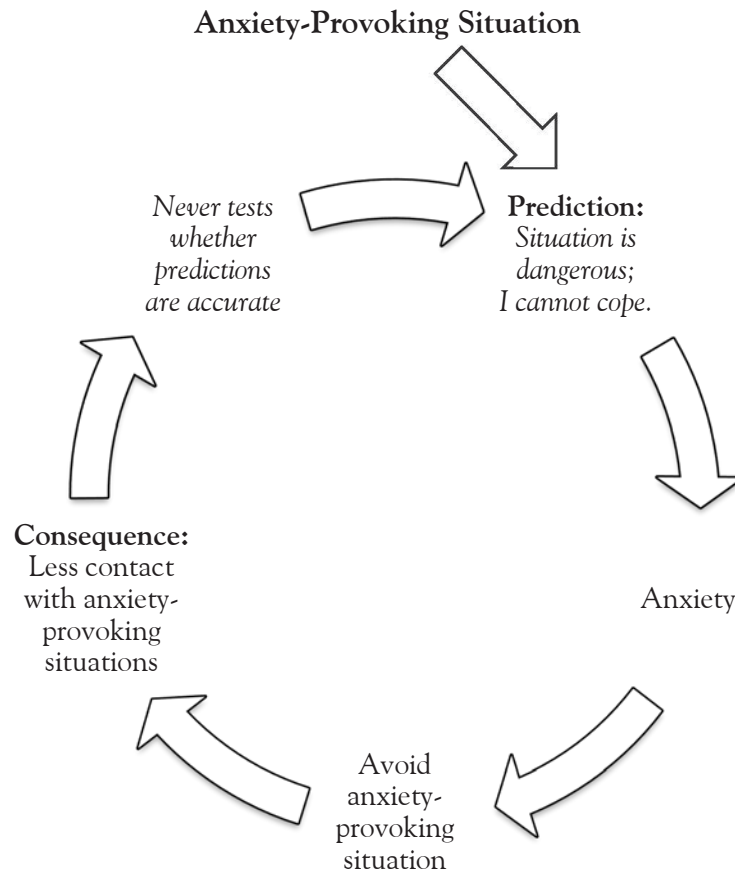 Anxiety-Provoking Situation
Never tests
whether
predictions
are accurate
Prediction:
Situation is
dangerous;
I cannot cope.
Consequence:
Less contact
with anxiety-
provoking
situations
Anxiety
Avoid
anxiety-
provoking
situation